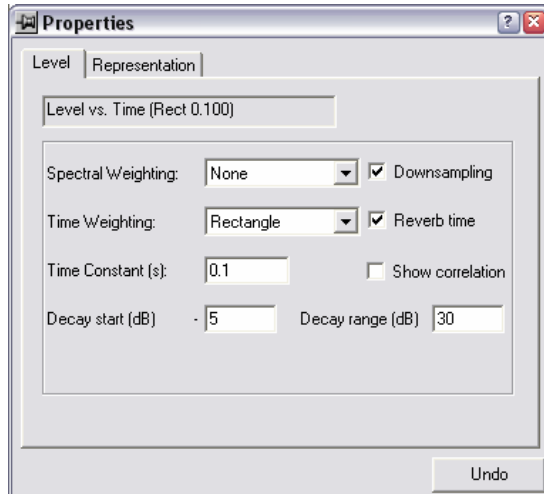 Properties
Level Representation
Level vs. Time (Rect 0.100)
Spectral Weighting: None Downsampling
Time Weighting: Rectangle Reverb time
Time Constant (s): 0.1 Show correlation
Decay start (dB) - 5 Decay range (dB) 30
Undo